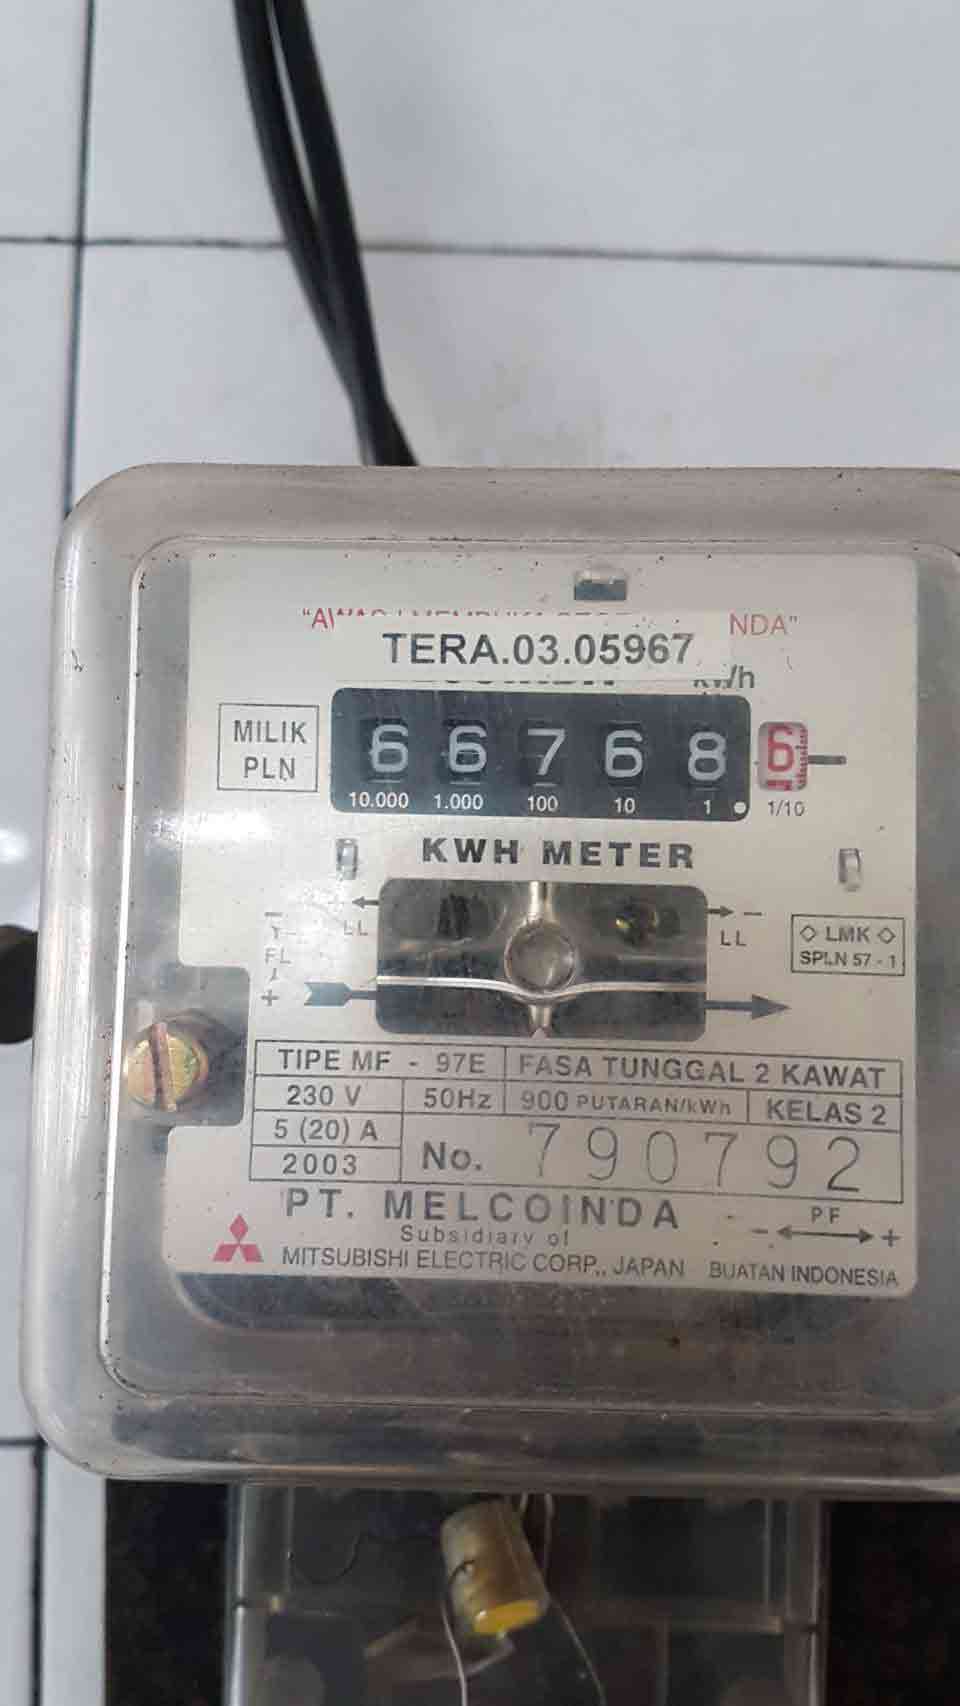 "AWAS NDA"
TERA.03.05967
kWh
MILIK
PLN
6 6 7 6 8 6
10.000 1.000 100 10 1 1/10
KWH METER
- LL LL -
FL
+
◇ LMK ◇
SPLN 57 - 1
TIPE MF - 97E FASA TUNGGAL 2 KAWAT
230 V 50Hz 900 PUTARAN/kWh KELAS 2
5 (20) A
2003
No. 790792
PT. MELCOINDA
Subsidiary of
MITSUBISHI ELECTRIC CORP., JAPAN
PF
- +
BUATAN INDONESIA